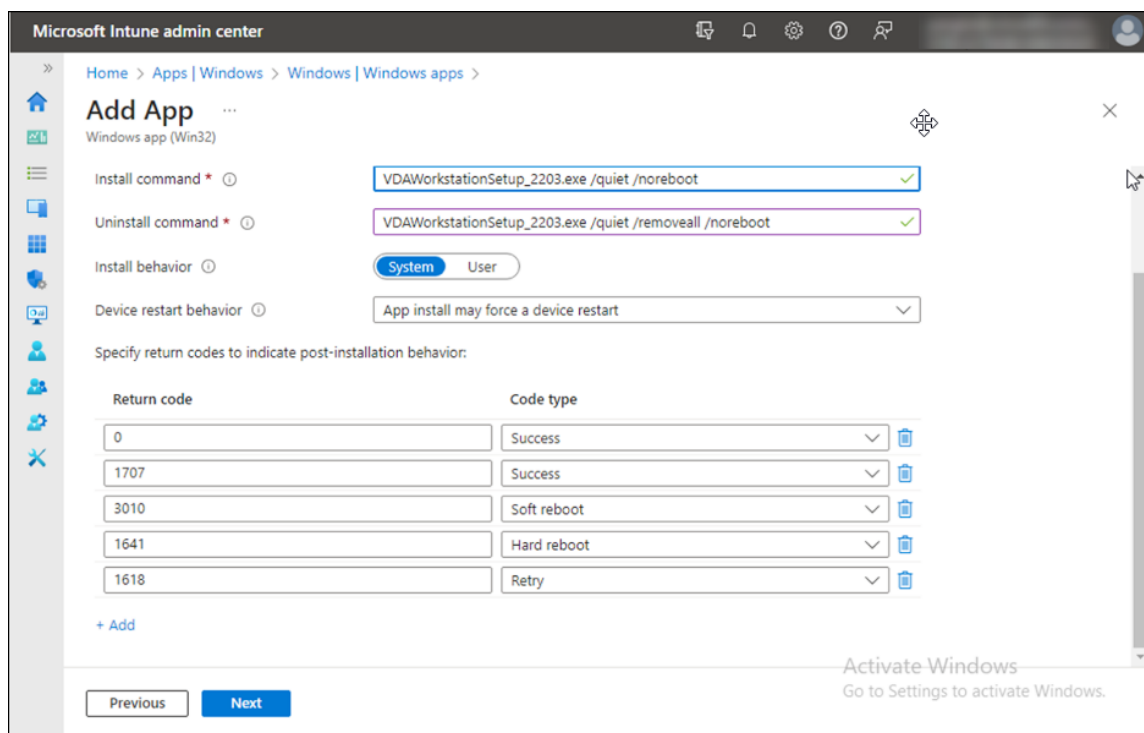 Microsoft Intune admin center
Home > Apps | Windows > Windows | Windows apps >
Add App ...
Windows app (Win32)
Install command * VDAWorkstationSetup_2203.exe /quiet /noreboot
Uninstall command * VDAWorkstationSetup_2203.exe /quiet /removeall /noreboot
Install behavior System User
Device restart behavior App install may force a device restart
Specify return codes to indicate post-installation behavior:
Return code Code type
0 Success
1707 Success
3010 Soft reboot
1641 Hard reboot
1618 Retry
+ Add
Activate Windows
Go to Settings to activate Windows.
Previous Next